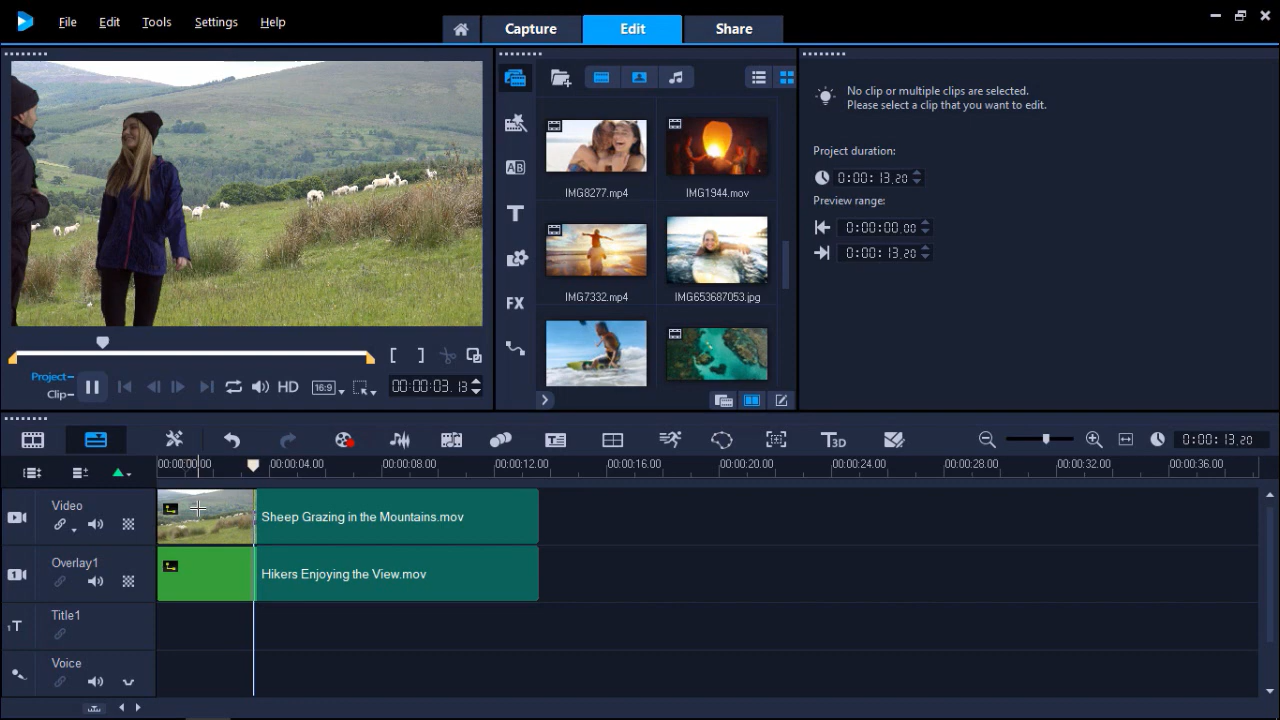 File Edit Tools Settings Help
Capture Edit Share
No clip or multiple clips are selected.
Please select a clip that you want to edit.
Project duration:
0:00:13.20
Preview range:
0:00:00.00
0:00:13.20
AB
T
FX
IMG8277.mp4 IMG1944.mov
IMG7332.mp4 IMG653687053.jpg
Project
Clip
HD 16:9 00:00:03.13
T3D 0:00:13.20
00:00:00.00 00:00:04.00 00:00:08.00 00:00:12.00 00:00:16.00 00:00:20.00 00:00:24.00 00:00:28.00 00:00:32.00 00:00:36.00
Video
Sheep Grazing in the Mountains.mov
Overlay1
1
Hikers Enjoying the View.mov
Title1
1T
Voice